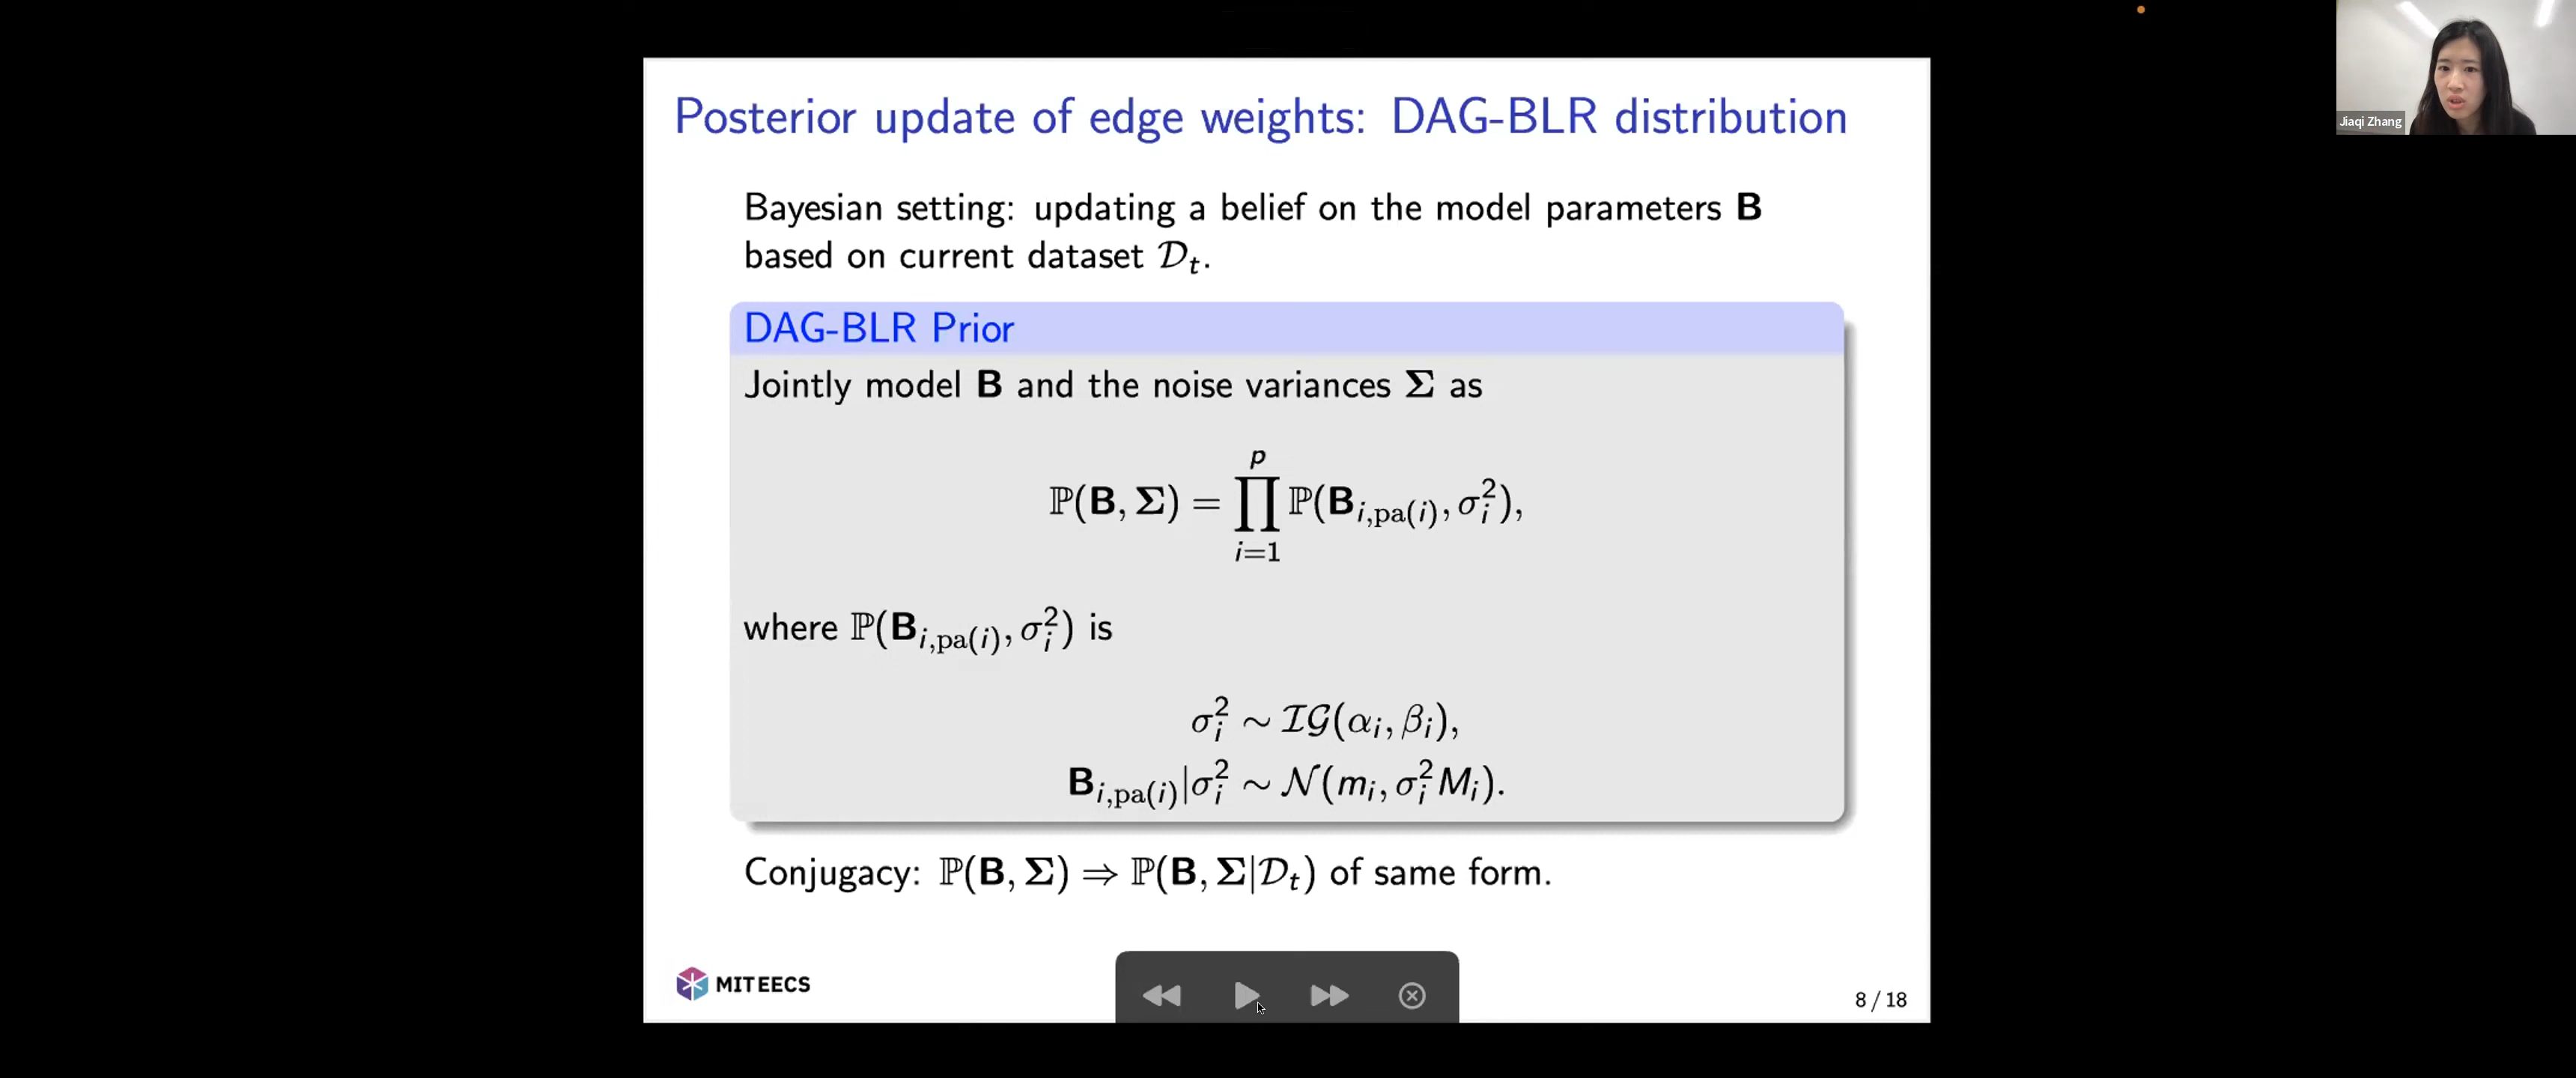 Posterior update of edge weights: DAG-BLR distribution
Jiaqi Zhang
Bayesian setting: updating a belief on the model parameters B
based on current dataset 𝒟ₜ.
DAG-BLR Prior
Jointly model B and the noise variances Σ as
ℙ(B, Σ) = ∏_{i=1}^{p} ℙ(B_{i,pa(i)}, σ_i^2),
where ℙ(B_{i,pa(i)}, σ_i^2) is
σ_i^2 ∼ ℐ𝒢(α_i, β_i),
B_{i,pa(i)}|σ_i^2 ∼ 𝒩(m_i, σ_i^2 M_i).
Conjugacy: ℙ(B, Σ) ⇒ ℙ(B, Σ|𝒟ₜ) of same form.
MIT EECS
8 / 18